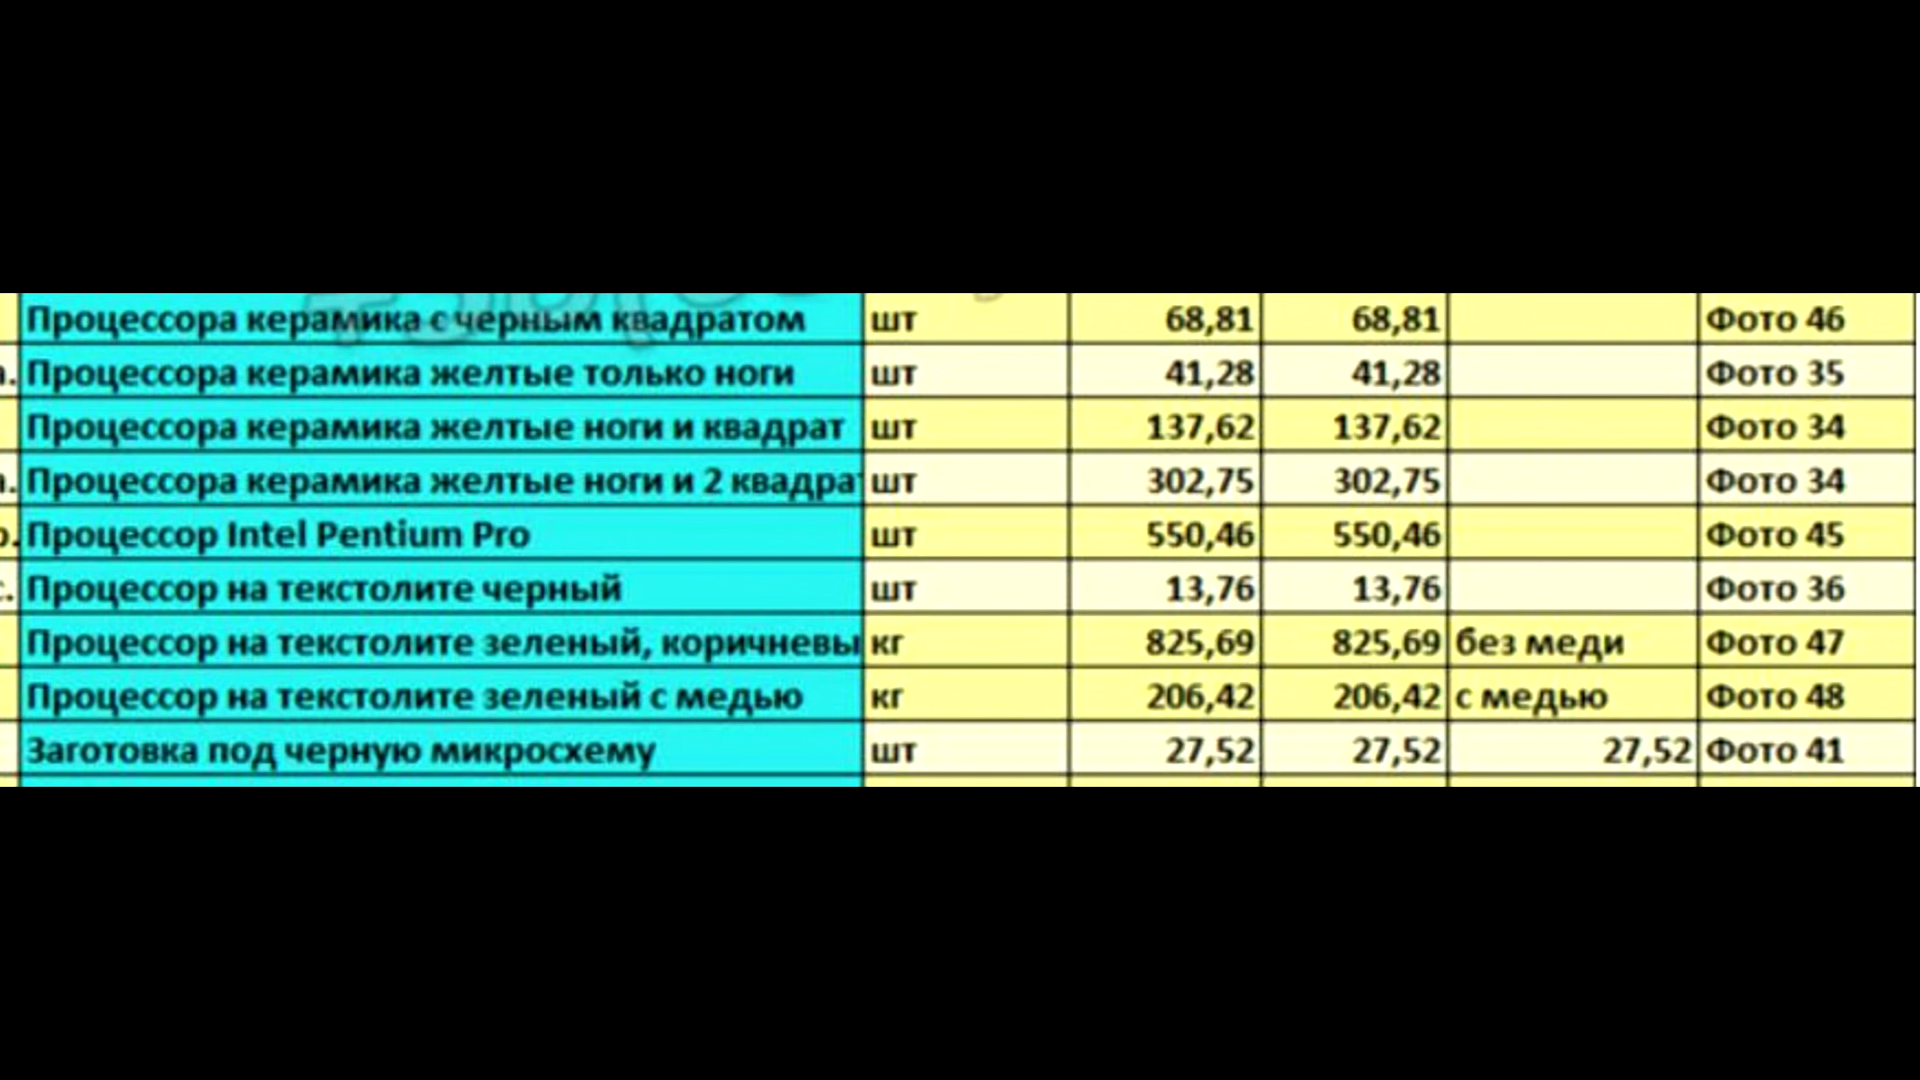 Процессора керамика с черным квадратом шт 68,81 68,81 Фото 46
Процессора керамика желтые только ноги шт 41,28 41,28 Фото 35
Процессора керамика желтые ноги и квадрат шт 137,62 137,62 Фото 34
Процессора керамика желтые ноги и 2 квадрат шт 302,75 302,75 Фото 34
Процессор Intel Pentium Pro шт 550,46 550,46 Фото 45
Процессор на текстолите черный шт 13,76 13,76 Фото 36
Процессор на текстолите зеленый, коричневы кг 825,69 825,69 без меди Фото 47
Процессор на текстолите зеленый с медью кг 206,42 206,42 с медью Фото 48
Заготовка под черную микросхему шт 27,52 27,52 27,52 Фото 41